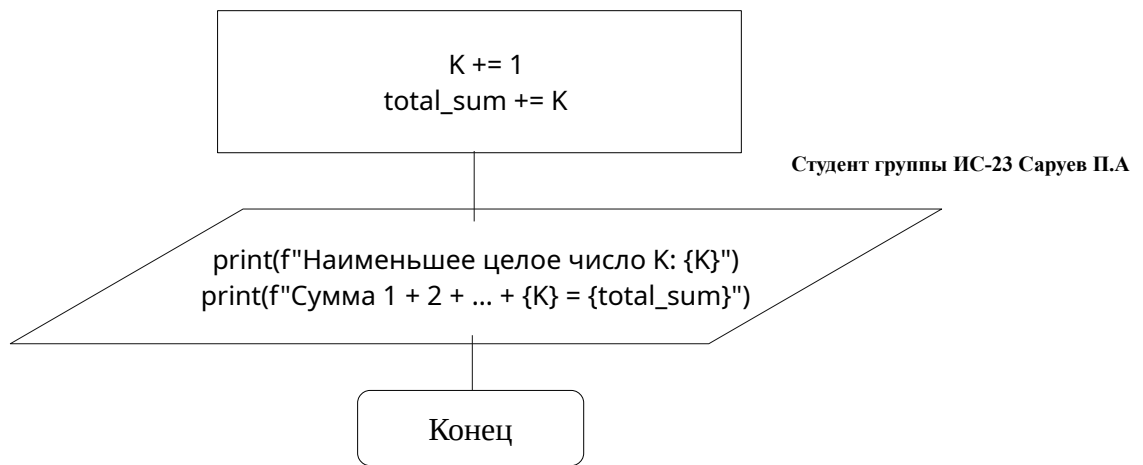 K += 1
total_sum += K
Студент группы ИС-23 Саруев П.А
print(f"Наименьшее целое число K: {K}")
print(f"Сумма 1 + 2 + ... + {K} = {total_sum}")
Конец